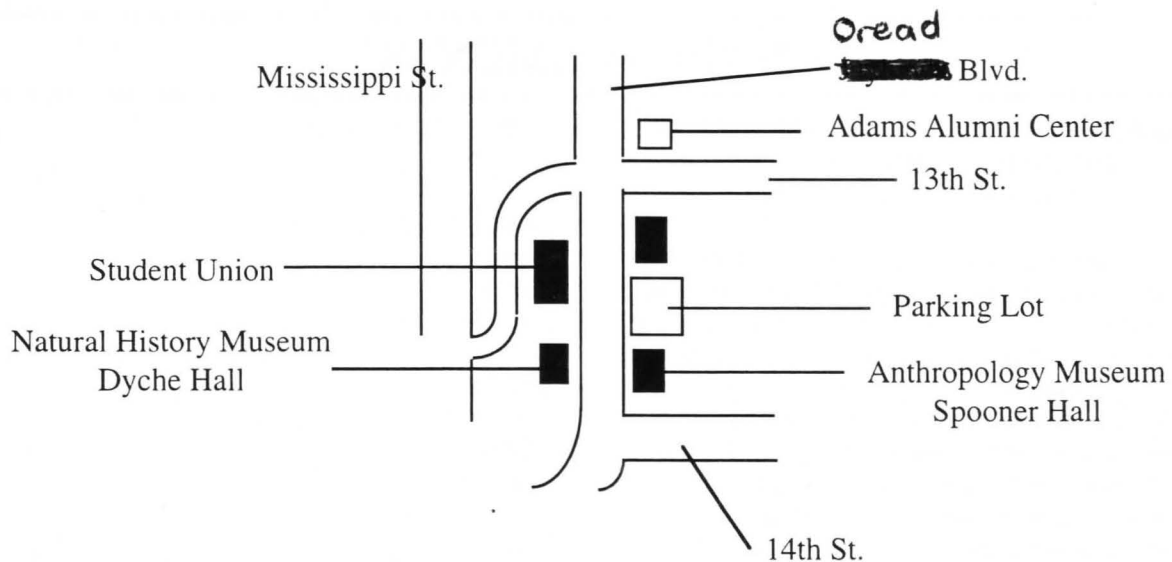 Oread
Mississippi St.
Blvd.
Adams Alumni Center
13th St.
Student Union
Parking Lot
Natural History Museum
Dyche Hall
Anthropology Museum
Spooner Hall
14th St.